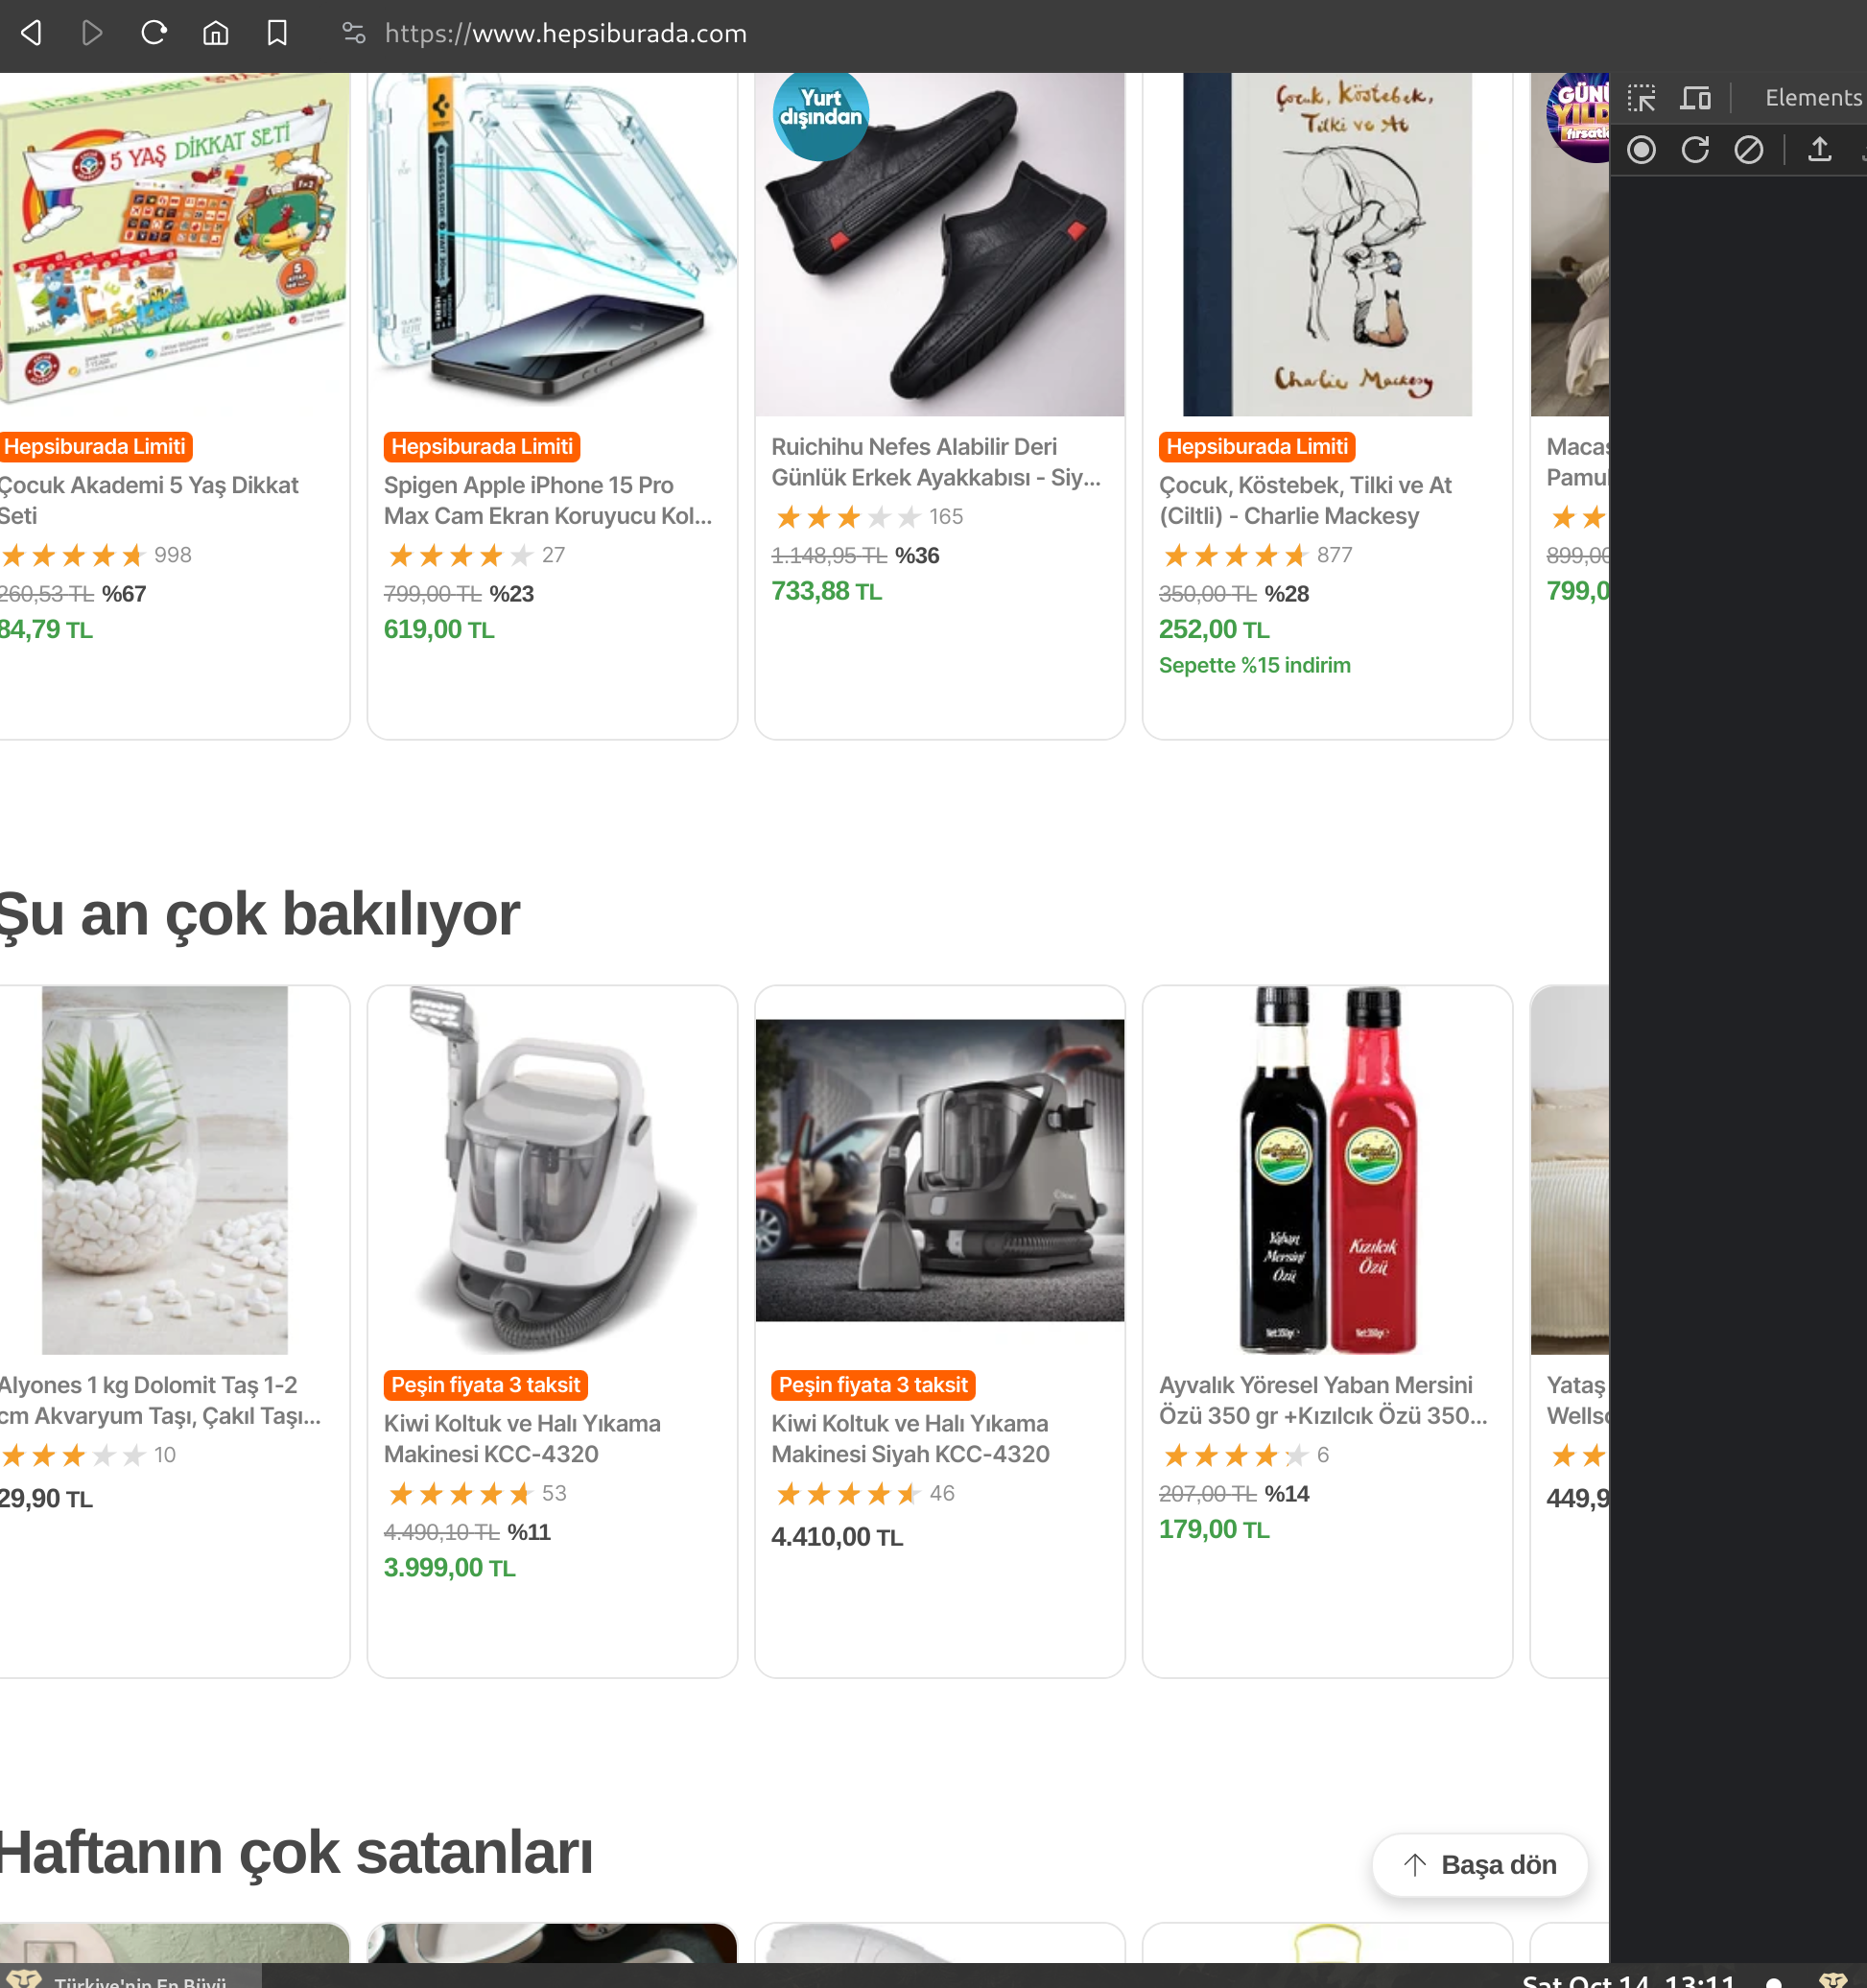 https://www.hepsiburada.com
Elements
5 YAŞ DİKKAT SETİ
Yurt
dışından
Çocuk, Köstebek,
Tilki ve At
Charlie Mackesy
Hepsiburada Limiti
Çocuk Akademi 5 Yaş Dikkat
Seti
998
260,53 TL %67
84,79 TL
Hepsiburada Limiti
Spigen Apple iPhone 15 Pro
Max Cam Ekran Koruyucu Kol...
27
799,00 TL %23
619,00 TL
Ruichihu Nefes Alabilir Deri
Günlük Erkek Ayakkabısı - Siy...
165
1.148,95 TL %36
733,88 TL
Hepsiburada Limiti
Çocuk, Köstebek, Tilki ve At
(Ciltli) - Charlie Mackesy
877
350,00 TL %28
252,00 TL
Sepette %15 indirim
Macas
Pamul
899,00
799,0
Şu an çok bakılıyor
Yaban
Mersini
Özü
Kızılcık
Özü
Alyones 1 kg Dolomit Taş 1-2
cm Akvaryum Taşı, Çakıl Taşı...
10
29,90 TL
Peşin fiyata 3 taksit
Kiwi Koltuk ve Halı Yıkama
Makinesi KCC-4320
53
4.490,10 TL %11
3.999,00 TL
Peşin fiyata 3 taksit
Kiwi Koltuk ve Halı Yıkama
Makinesi Siyah KCC-4320
46
4.410,00 TL
Ayvalık Yöresel Yaban Mersini
Özü 350 gr +Kızılcık Özü 350...
6
207,00 TL %14
179,00 TL
Yataş
449,9
Haftanın çok satanları
Başa dön
Türkiye'nin En Büyü
Sat Oct 14, 13:11